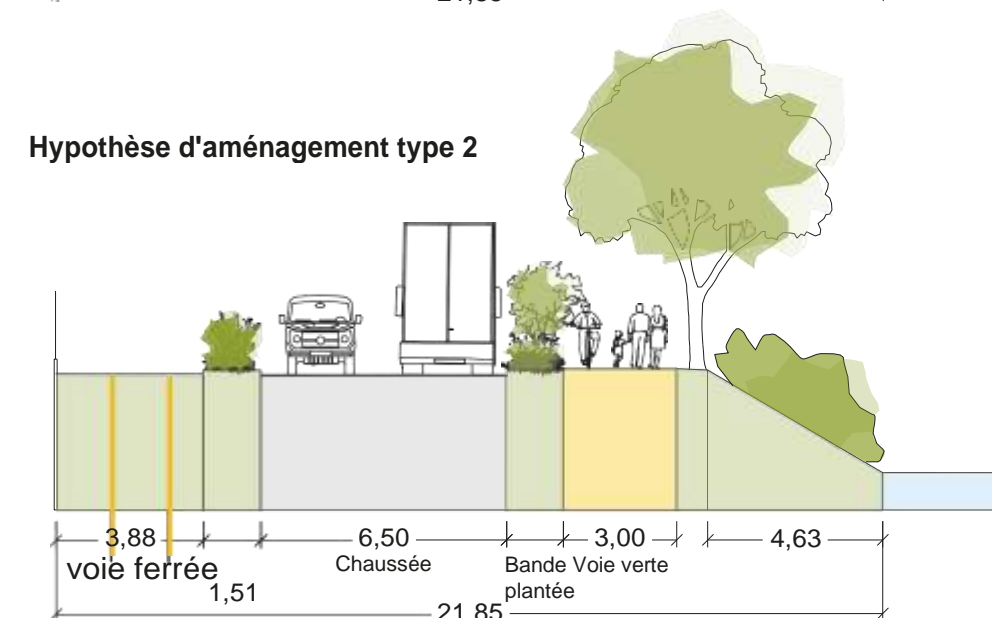 Hypothèse d'aménagement type 2
3,88
6,50
3,00
4,63
voie ferrée
Chaussée
Bande Voie verte
plantée
1,51
21,85